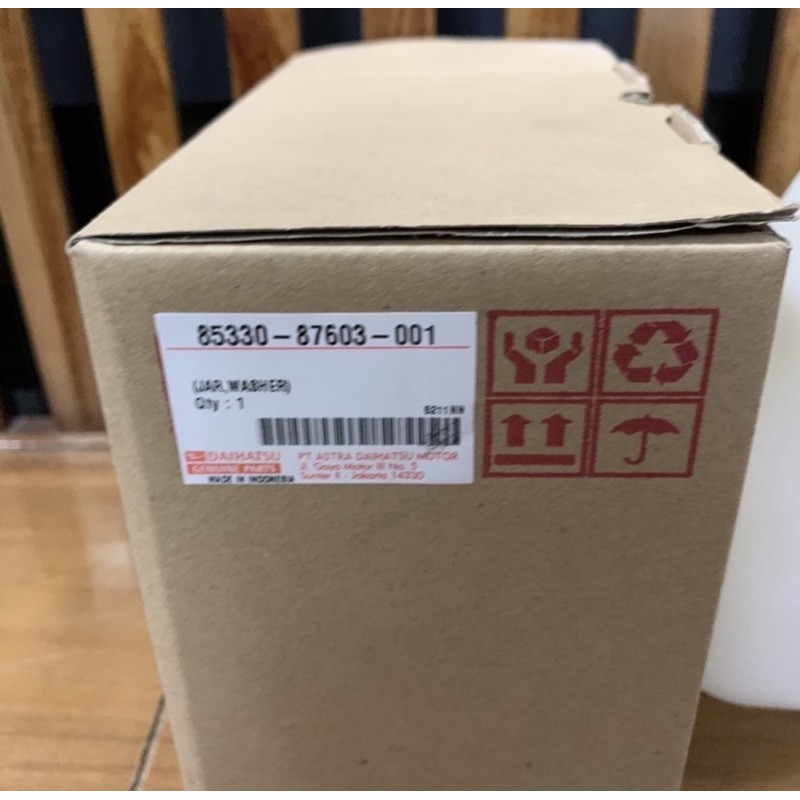 85330-87603-001
(JAR,WASHER)
Qty : 1
DAIHATSU
GENUINE PARTS
MADE IN INDONESIA
PT ASTRA DAIHATSU MOTOR
Jl. Gaya Motor III No. 5
Sunter II - Jakarta 14330